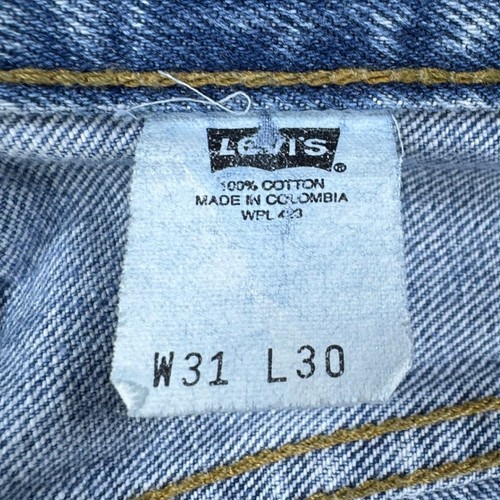 Levi's ®
100% COTTON
MADE IN COLOMBIA
WPL 423
W31 L30